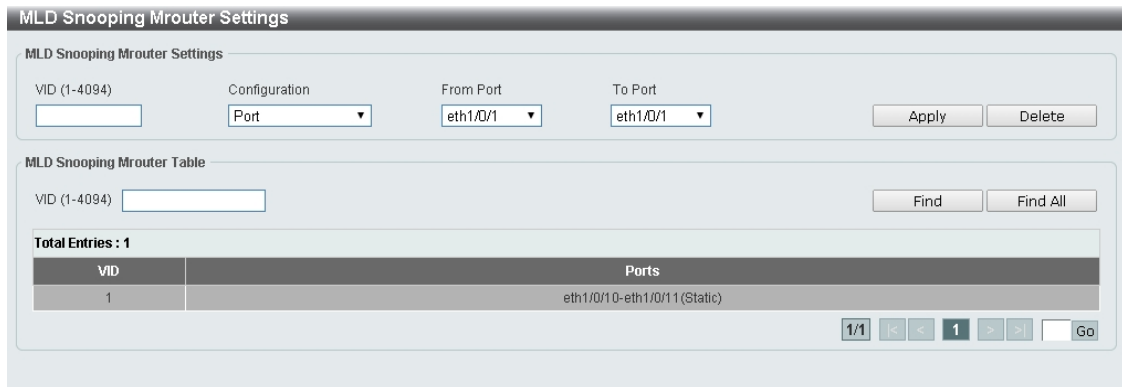 MLD Snooping Mrouter Settings
MLD Snooping Mrouter Settings
VID (1-4094) Configuration From Port To Port
Port eth1/0/1 eth1/0/1 Apply Delete
MLD Snooping Mrouter Table
VID (1-4094) Find Find All
Total Entries : 1
VID Ports
1 eth1/0/10-eth1/0/11(Static)
1/1 |< < 1 > >| Go